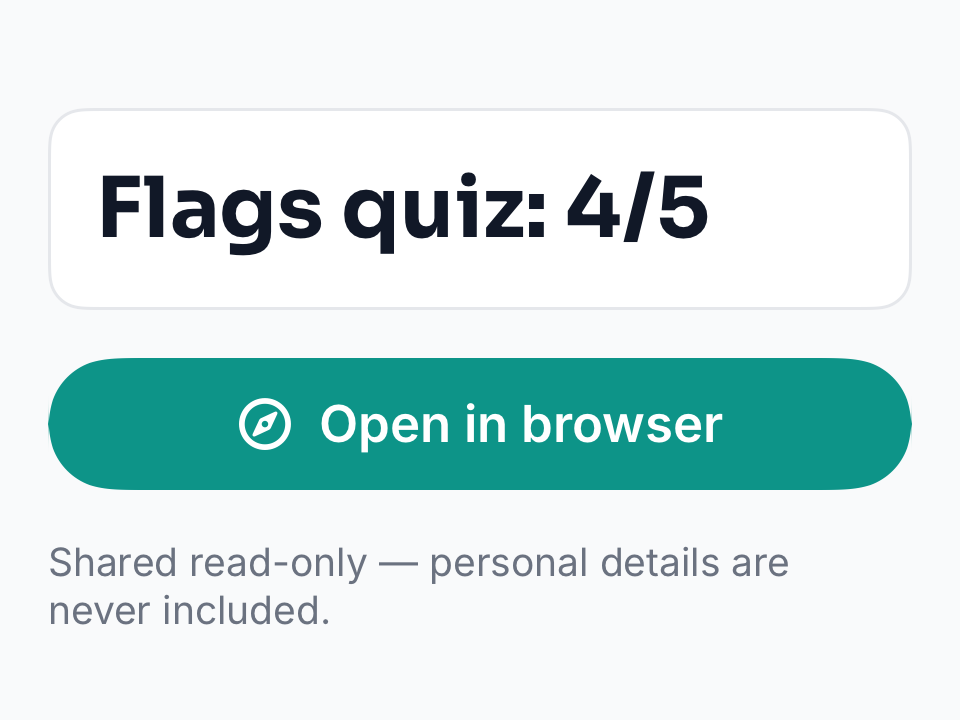 Flags quiz: 4/5
Open in browser
Shared read-only — personal details are
never included.